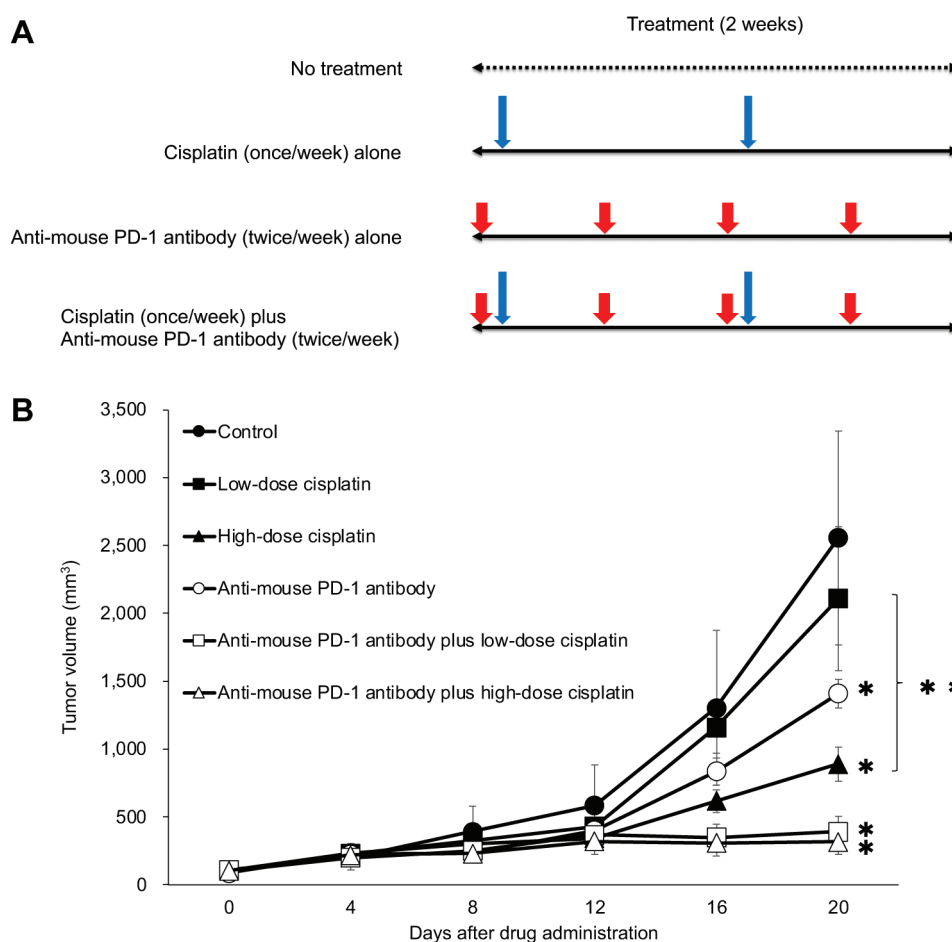 A
Treatment (2 weeks)
No treatment
Cisplatin (once/week) alone
Anti-mouse PD-1 antibody (twice/week) alone
Cisplatin (once/week) plus
Anti-mouse PD-1 antibody (twice/week)
B
3,500
3,000
2,500
2,000
1,500
1,000
500
0
Tumor volume (mm³)
Control
Low-dose cisplatin
High-dose cisplatin
Anti-mouse PD-1 antibody
Anti-mouse PD-1 antibody plus low-dose cisplatin
Anti-mouse PD-1 antibody plus high-dose cisplatin
*
*
*
*
* *
0 4 8 12 16 20
Days after drug administration